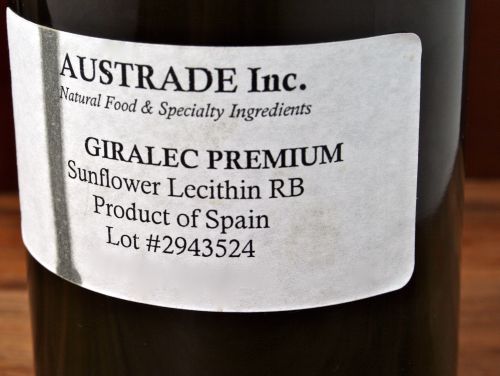 AUSTRADE Inc.
Natural Food & Specialty Ingredients
GIRALEC PREMIUM
Sunflower Lecithin RB
Product of Spain
Lot #2943524